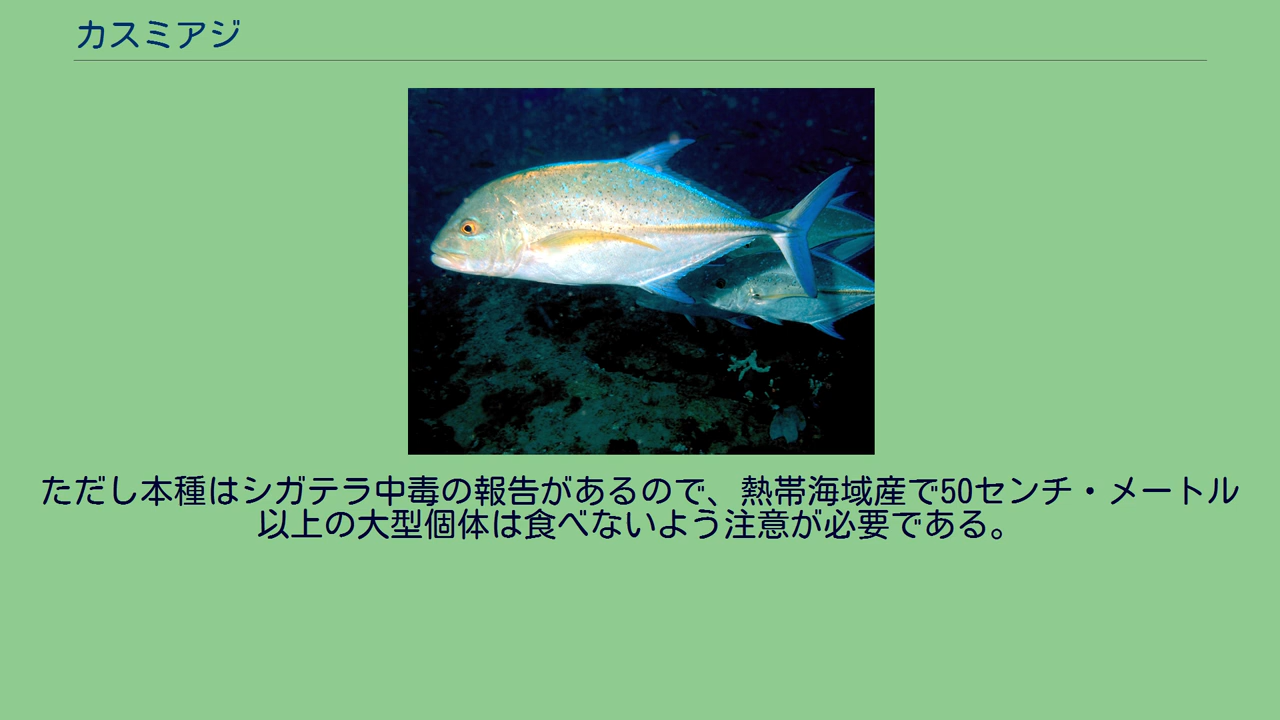 カスミアジ
ただし本種はシガテラ中毒の報告があるので、熱帯海域産で50センチ・メートル
以上の大型個体は食べないよう注意が必要である。